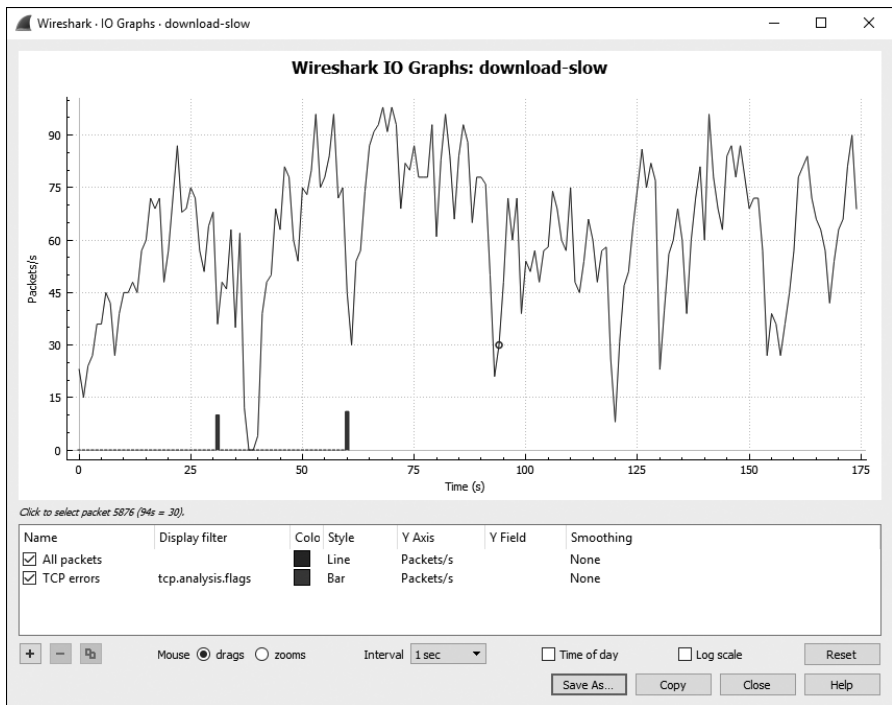 Wireshark · IO Graphs · download-slow
Wireshark IO Graphs: download-slow
Packets/s
90
75
60
45
30
15
0
0 25 50 75 100 125 150 175
Time (s)
Click to select packet 5876 (94s = 30).
Name Display filter Colo Style Y Axis Y Field Smoothing
All packets Line Packets/s None
TCP errors tcp.analysis.flags Bar Packets/s None
+ − Mouse drags zooms Interval 1 sec Time of day Log scale Reset
Save As... Copy Close Help